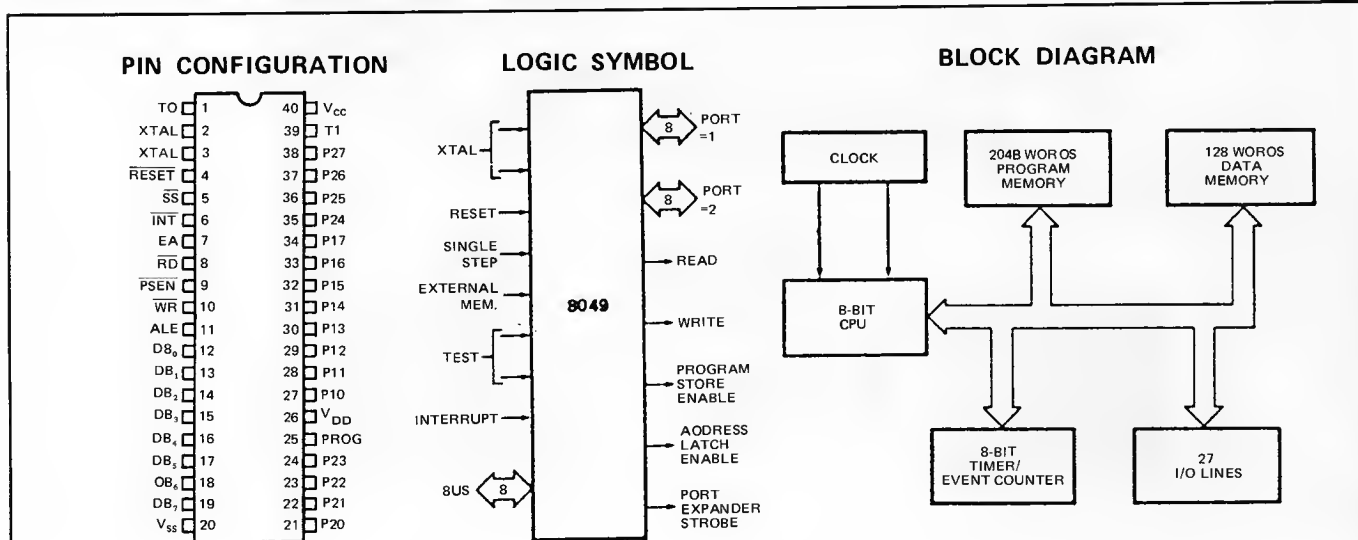 PIN CONFIGURATION
TO 1
XTAL 2
XTAL 3
RESET 4
SS 5
INT 6
EA 7
RD 8
PSEN 9
WR 10
ALE 11
D8₀ 12
DB₁ 13
DB₂ 14
DB₃ 15
DB₄ 16
DB₅ 17
OB₆ 18
DB₇ 19
V_SS 20
40 V_CC
39 T1
38 P27
37 P26
36 P25
35 P24
34 P17
33 P16
32 P15
31 P14
30 P13
29 P12
28 P11
27 P10
26 V_DD
25 PROG
24 P23
23 P22
22 P21
21 P20
LOGIC SYMBOL
XTAL
RESET
SINGLE
STEP
EXTERNAL
MEM.
TEST
INTERRUPT
8US
8
8049
8
PORT
=1
8
PORT
=2
READ
WRITE
PROGRAM
STORE
ENABLE
AODRESS
LATCH
ENABLE
PORT
EXPANDER
STROBE
BLOCK DIAGRAM
CLOCK
204B WOROS
PROGRAM
MEMORY
128 WOROS
DATA
MEMORY
8-BIT
CPU
8-BIT
TIMER/
EVENT COUNTER
27
I/O LINES